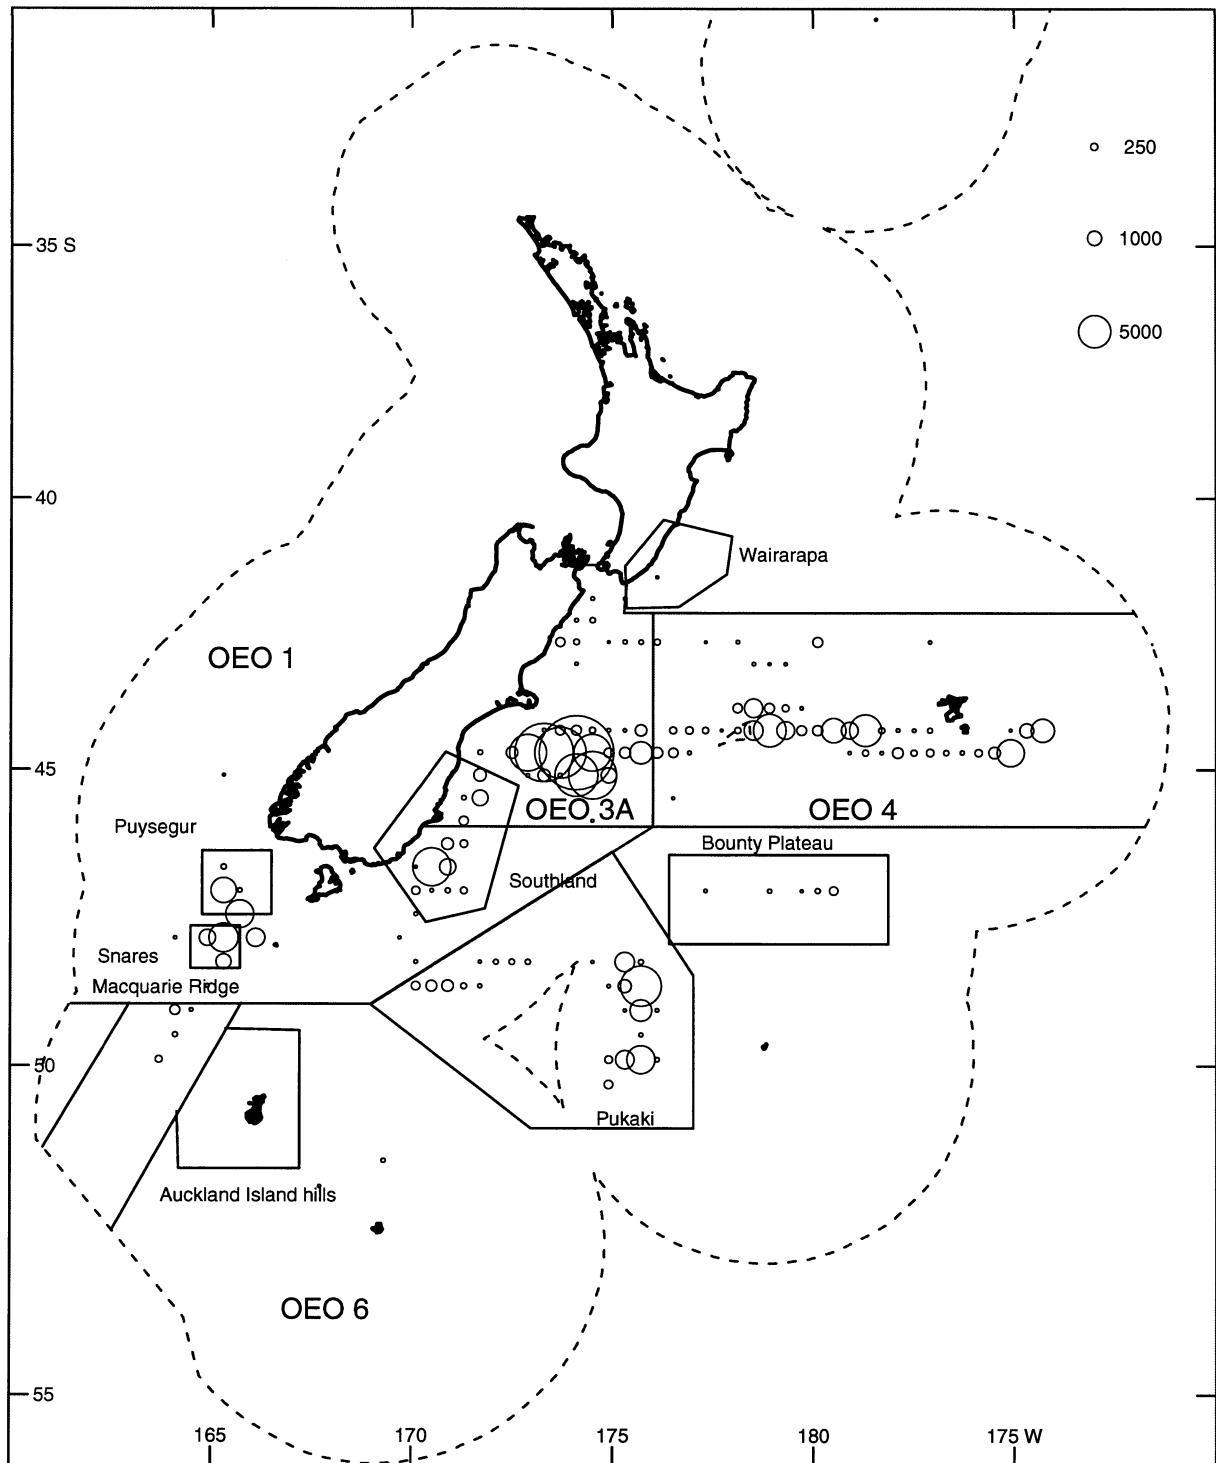 250
1000
35 S
5000
40
Wairarapa
OEO 1
45
OEO 3A
OEO 4
Puysegur
Bounty Plateau
Southland
Snares
Macquarie Ridge
50
Pukaki
Auckland Island hills
OEO 6
55
165
170
175
180
175 W